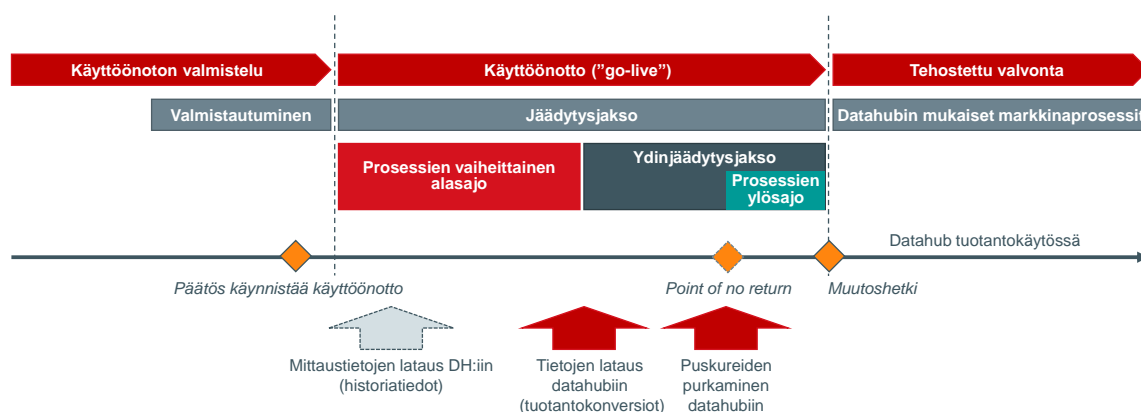 Käyttöönoton valmistelu
Käyttöönotto ("go-live")
Tehostettu valvonta
Valmistautuminen
Jäädytysjakso
Datahubin mukaiset markkinaprosessit
Prosessien vaiheittainen
alasajo
Ydinjäädytysjakso
Prosessien
ylösajo
Datahub tuotantokäytössä
Päätös käynnistää käyttöönotto
Point of no return
Muutoshetki
Mittaustietojen lataus DH:iin
(historiatiedot)
Tietojen lataus
datahubiin
(tuotantokonversiot)
Puskureiden
purkaminen
datahubiin